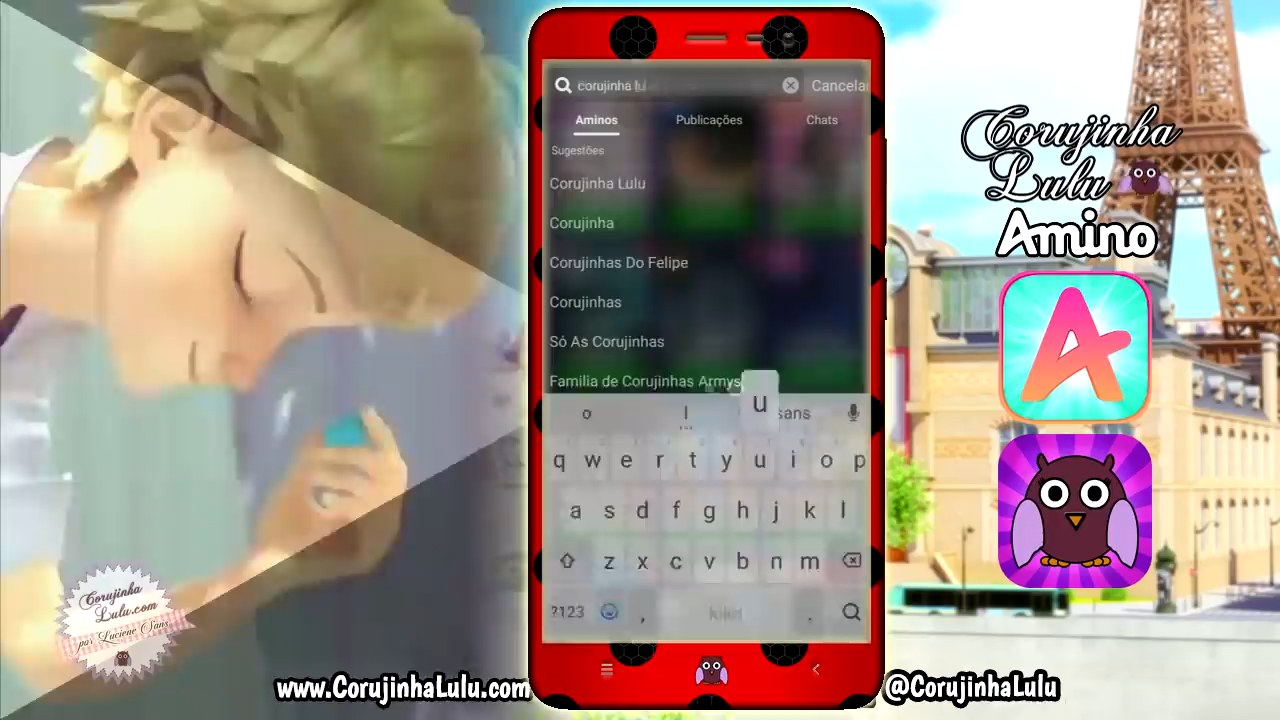 corujinha lu
Cancelar
Aminos
Publicações
Chats
Sugestões
Corujinha Lulu
Corujinha
Corujinhas Do Felipe
Corujinhas
Só As Corujinhas
Familia de Corujinhas Armys
u
o
l
sans
q w e r t y u i o p
a s d f g h j k l
z x c v b n m
?123
,
.
Corujinha
Lulu
Amino
A
Corujinha
Lulu.com
por Luciene Sans
www.CorujinhaLulu.com
@CorujinhaLulu